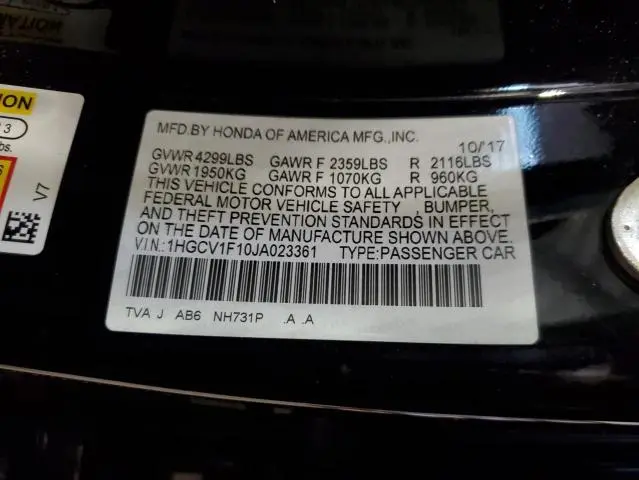 MFD.BY HONDA OF AMERICA MFG.,INC.
10/17
GVWR 4299LBS GAWR F 2359LBS R 2116LBS
GVWR 1950KG GAWR F 1070KG R 960KG
THIS VEHICLE CONFORMS TO ALL APPLICABLE
FEDERAL MOTOR VEHICLE SAFETY , BUMPER,
AND THEFT PREVENTION STANDARDS IN EFFECT
ON THE DATE OF MANUFACTURE SHOWN ABOVE.
V I N.:1HGCV1F10JA023361 TYPE:PASSENGER CAR
TVA J AB6 NH731P .A .A
V7